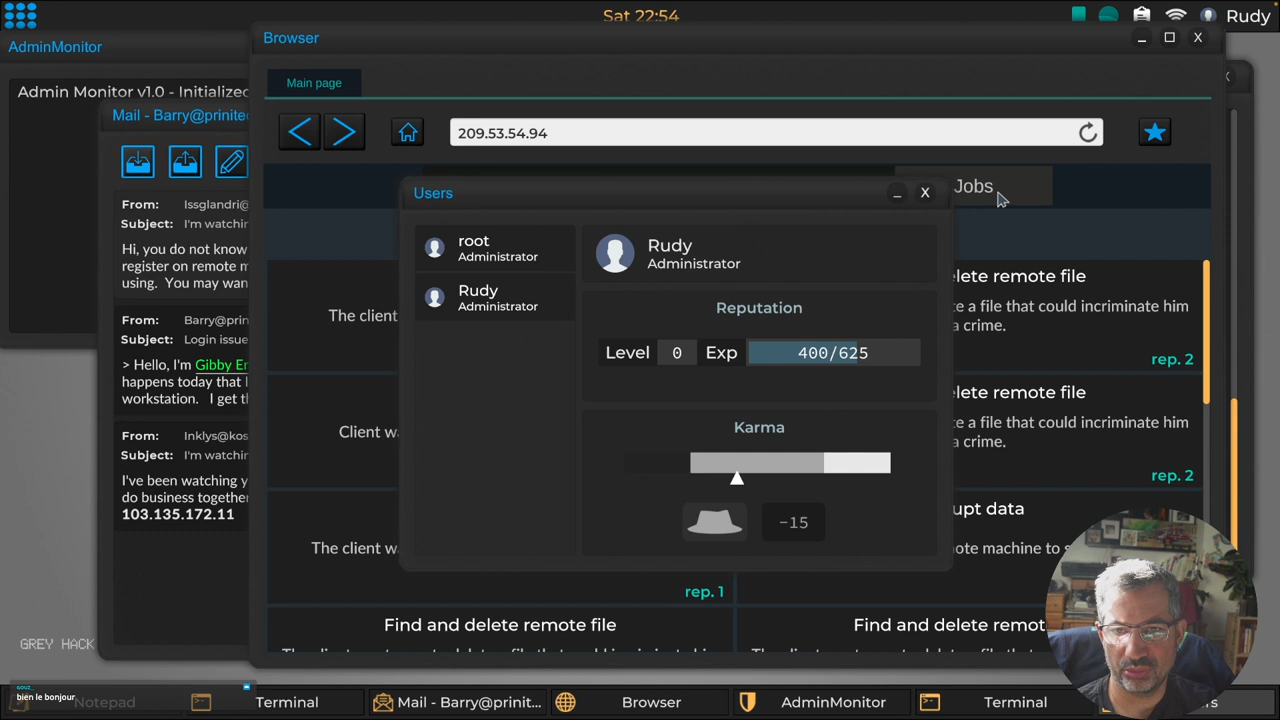 Sat 22:54
Rudy
AdminMonitor
Admin Monitor v1.0 - Initialized
Mail - Barry@prinite
From: Issglandri@
Subject: I'm watchin
Hi, you do not know
register on remote m
using. You may wan
From: Barry@prin
Subject: Login issue
> Hello, I'm Gibby En
happens today that I
workstation. I get th
From: Inklys@kos
Subject: I'm watchin
I've been watching y
do business together
103.135.172.11
GREY HACK
Browser
X
Main page
209.53.54.94
Jobs
The client
Client wa
The client wa
rep. 1
Find and delete remote file
elete remote file
te a file that could incriminate him
a crime.
rep. 2
elete remote file
te a file that could incriminate him
a crime.
rep. 2
upt data
note machine to s
Find and delete remot
Users
X
root
Administrator
Rudy
Administrator
Rudy
Administrator
Reputation
Level 0 Exp 400/625
Karma
-15
bien le bonjour
Notepad
Terminal
Mail - Barry@prinit...
Browser
AdminMonitor
Terminal